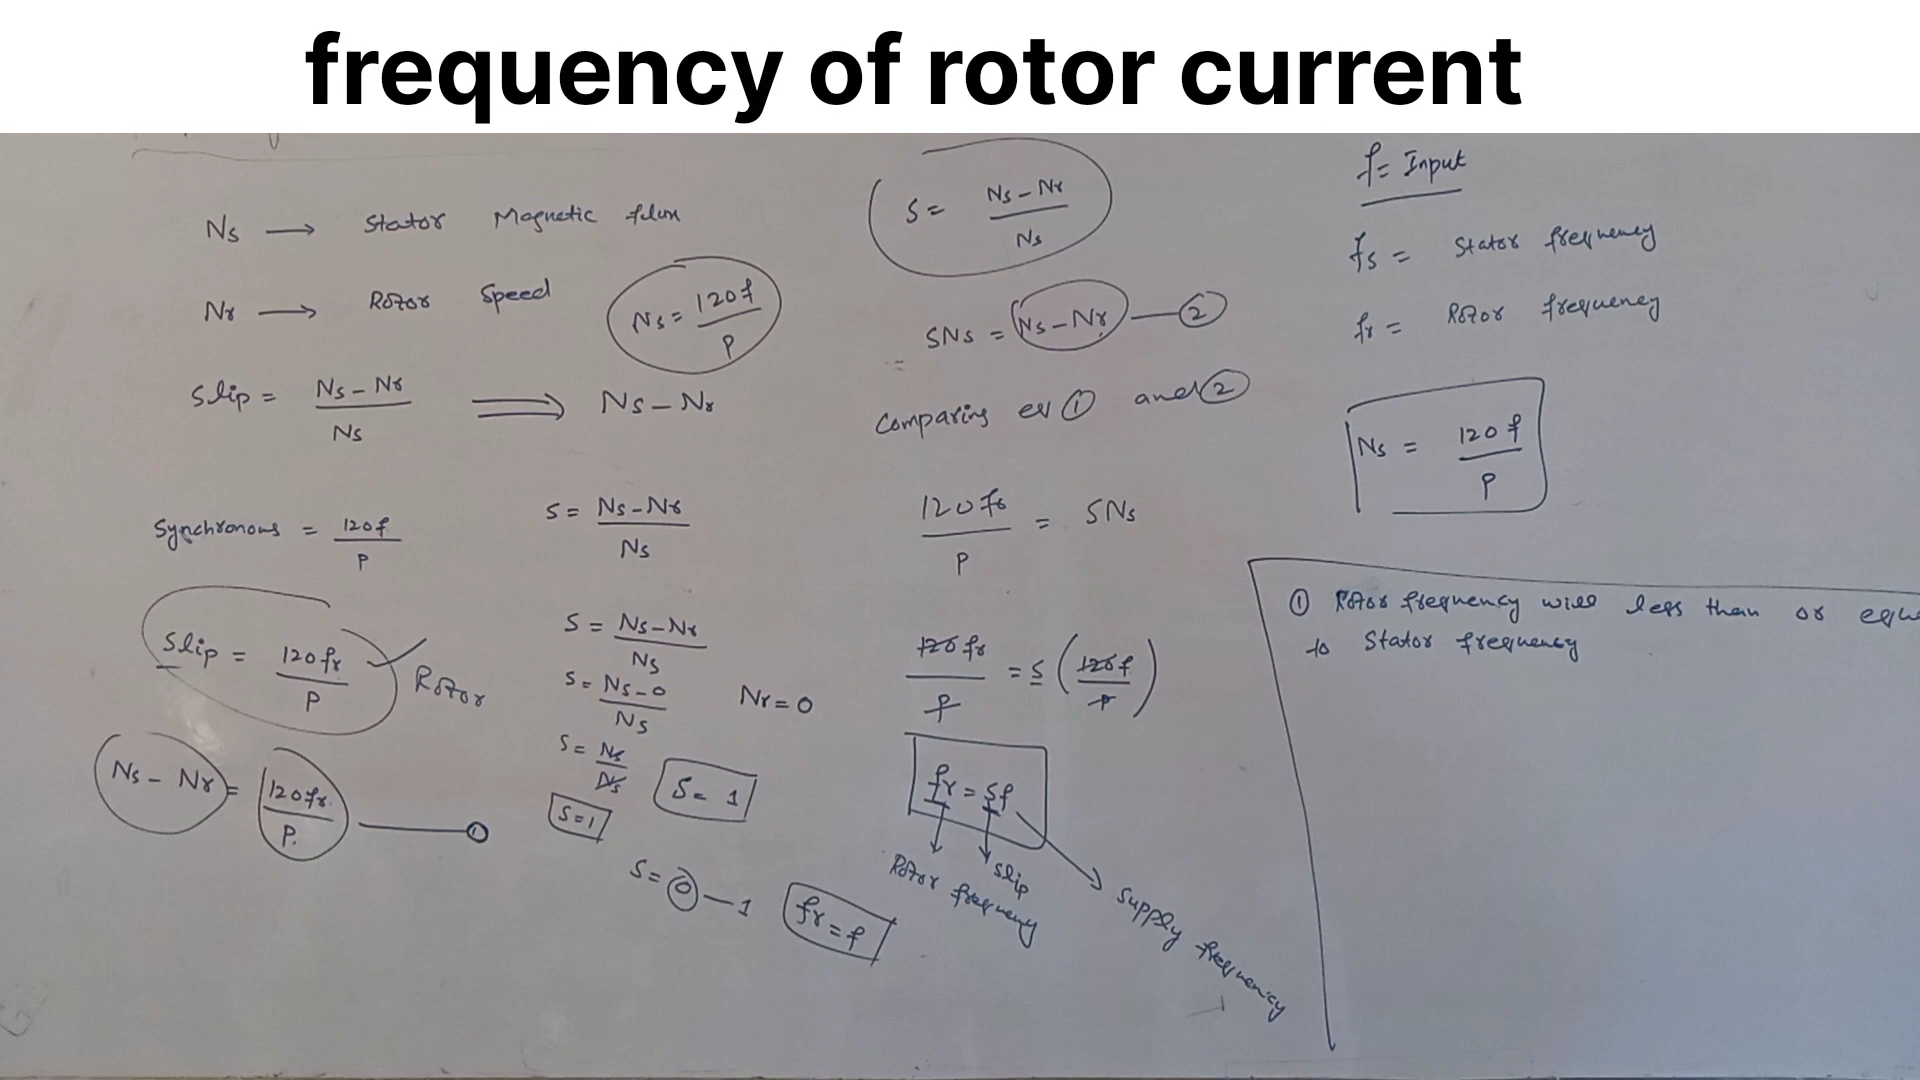 frequency of rotor current
Ns → Stator Magnetic flux
Nr → Rotor Speed
Ns = 120f / P
Slip = Ns - Nr / Ns ⟹ Ns - Nr
Synchronous = 120f / P
Slip = 120fr / P Rotor
Ns - Nr = 120fr / P. — ①
S = Ns - Nr / Ns
S = Ns - Nr / Ns
S = Ns - 0 / Ns Nr = 0
S = Ns / Ns
S = 1
S = 1
S = 0 - 1
fr = f
S = Ns - Nr / Ns
SNs = Ns - Nr — ②
Comparing eq ① and ②
120fr / P = SNs
120fr / P = S (120f / P)
fr = Sf
Rotor frequency
Slip
Supply frequency
f = Input
fs = Stator frequency
fr = Rotor frequency
Ns = 120f / P
① Rotor frequency will less than or equ
to Stator frequency